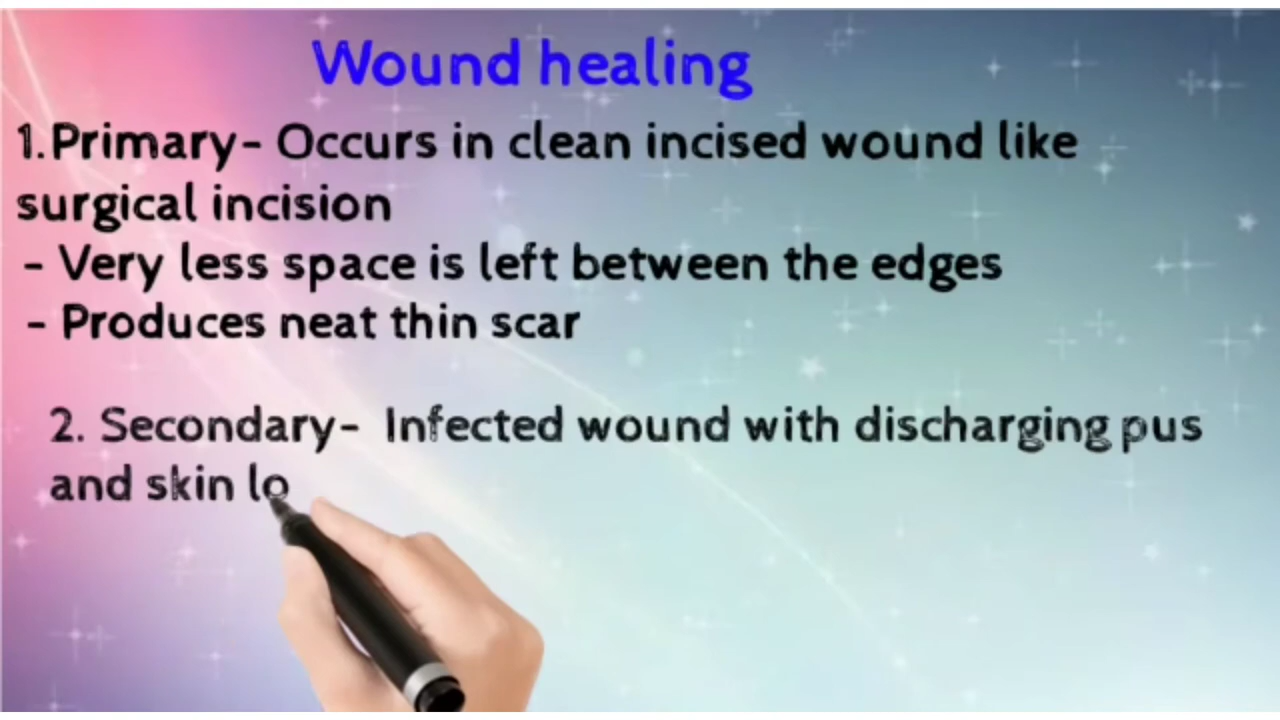 Wound healing
1.Primary- Occurs in clean incised wound like
surgical incision
- Very less space is left between the edges
- Produces neat thin scar
2. Secondary- Infected wound with discharging pus
and skin lo